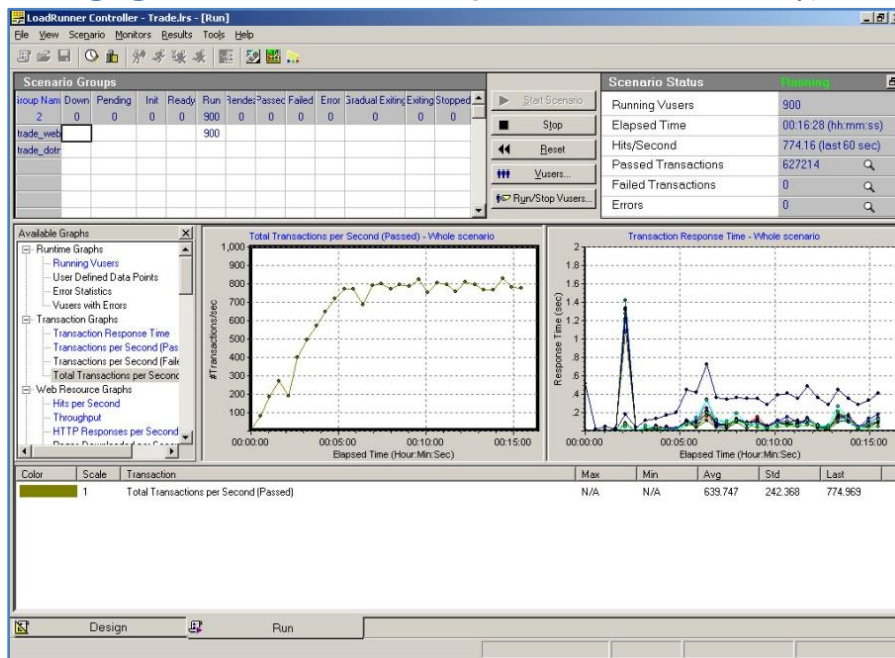 LoadRunner Controller - Trade.lrs - [Run]
File View Scenario Monitors Results Tools Help
Scenario Groups
Group Nam Down Pending Init Ready Run Rendez Passed Failed Error Gradual Exiting Exiting Stopped
2 0 0 0 0 900 0 0 0 0 0 0 0
trade_web 900
trade_dotn
Start Scenario
Stop
Reset
Vusers...
Run/Stop Vusers...
Scenario Status Running
Running Vusers 900
Elapsed Time 00:16:28 (hh:mm:ss)
Hits/Second 774.16 (last 60 sec)
Passed Transactions 627214
Failed Transactions 0
Errors 0
Available Graphs
Runtime Graphs
Running Vusers
User Defined Data Points
Error Statistics
Vusers with Errors
Transaction Graphs
Transaction Response Time
Transactions per Second (Pas
Transactions per Second (Faile
Total Transactions per Second
Web Resource Graphs
Hits per Second
Throughput
HTTP Responses per Second
Total Transactions per Second (Passed) - Whole scenario
#Transactions/sec
1,000
900
800
700
600
500
400
300
200
100
00:00:00 00:05:00 00:10:00 00:15:00
Elapsed Time (Hour:Min:Sec)
Transaction Response Time - Whole scenario
Response Time (sec)
2
1.8
1.6
1.4
1.2
1
.8
.6
.4
.2
00:00:00 00:05:00 00:10:00 00:15:00
Elapsed Time (Hour:Min:Sec)
Color Scale Transaction Max Min Avg Std Last
1 Total Transactions per Second (Passed) N/A N/A 639.747 242.368 774.969
Design Run